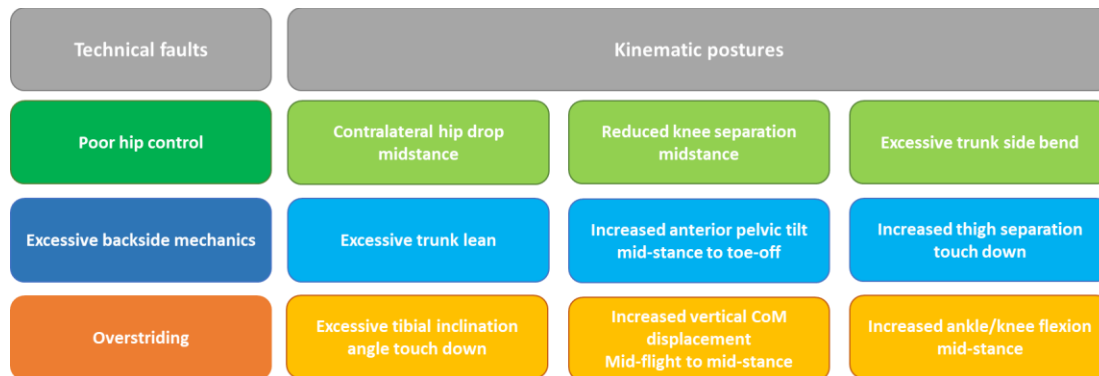 Technical faults
Kinematic postures
Poor hip control
Contralateral hip drop
midstance
Reduced knee separation
midstance
Excessive trunk side bend
Excessive backside mechanics
Excessive trunk lean
Increased anterior pelvic tilt
mid-stance to toe-off
Increased thigh separation
touch down
Overstriding
Excessive tibial inclination
angle touch down
Increased vertical CoM
displacement
Mid-flight to mid-stance
Increased ankle/knee flexion
mid-stance